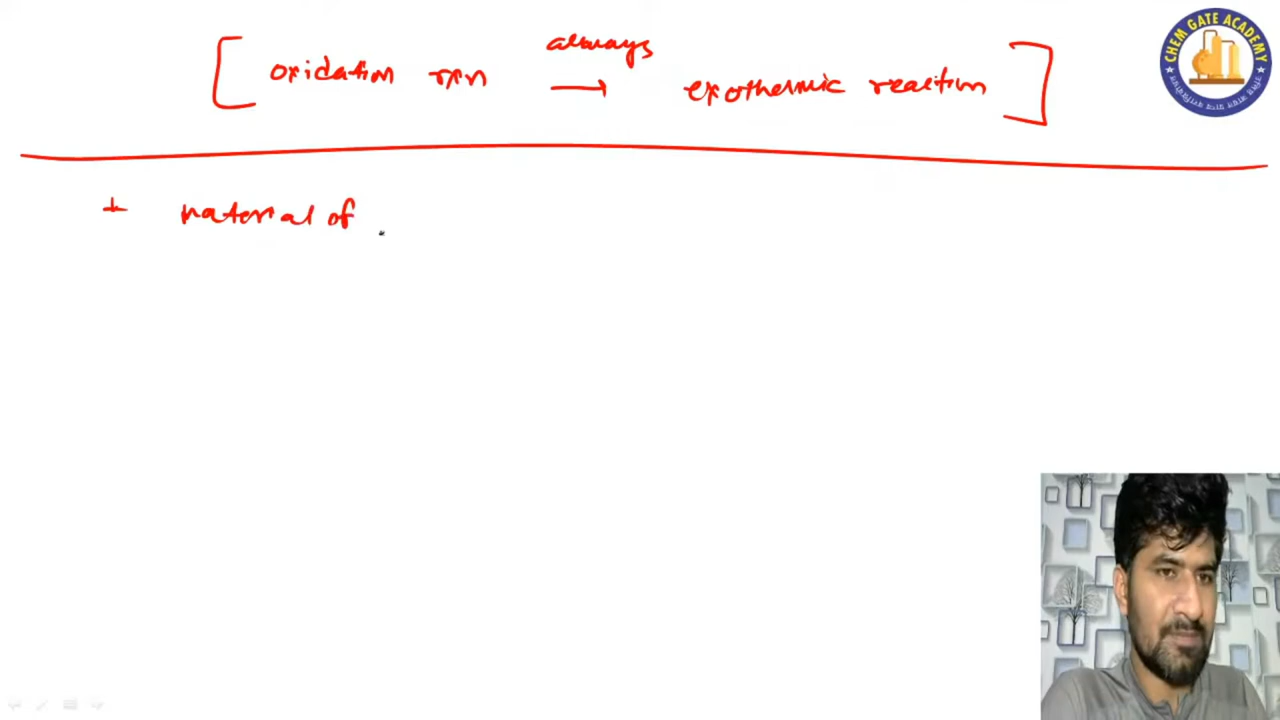 always
[ oxidation rxn → exothermic reaction ]
+ material of
CHEM GATE ACADEMY